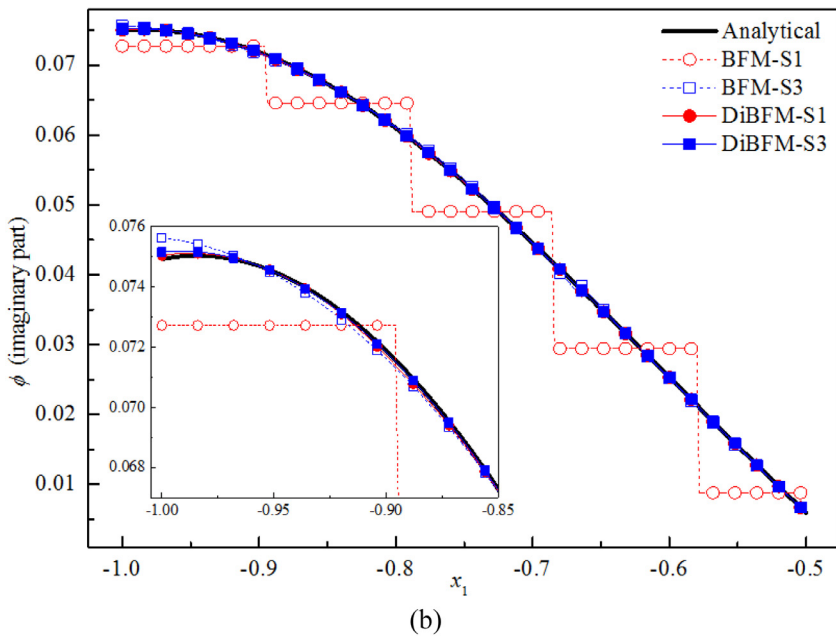 Analytical
BFM-S1
BFM-S3
DiBFM-S1
DiBFM-S3
ϕ (imaginary part)
0.07
0.06
0.05
0.04
0.03
0.02
0.01
0.076
0.074
0.072
0.070
0.068
-1.00 -0.95 -0.90 -0.85
-1.0 -0.9 -0.8 -0.7 -0.6 -0.5
x₁
(b)